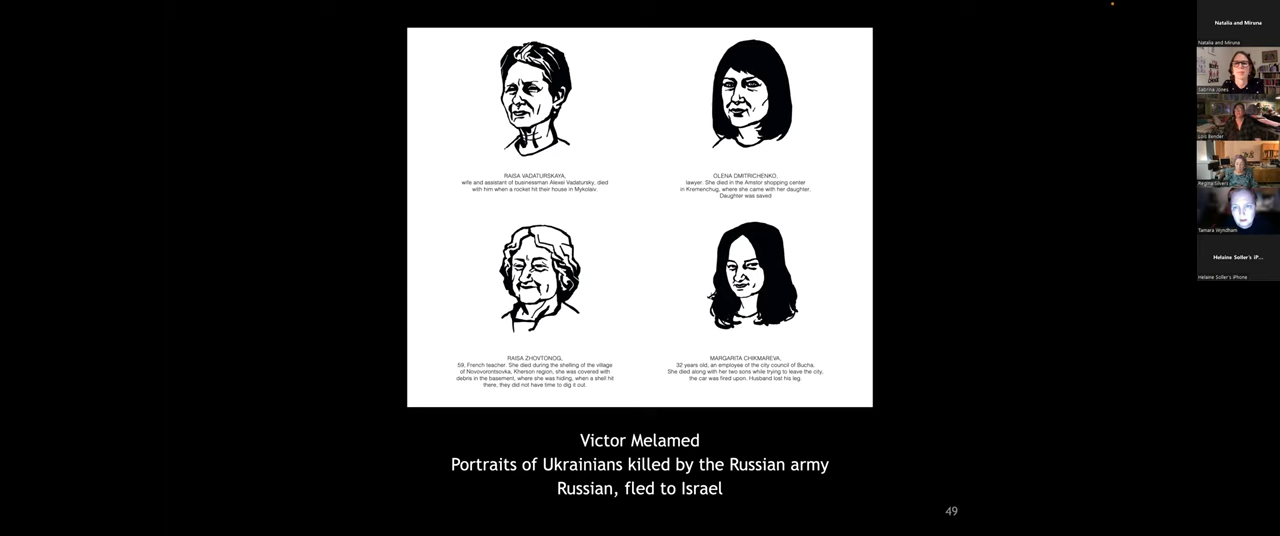 RAISA VADATURSKAYA,
wife and assistant of businessman Alexei Vadatursky, died
with him when a rocket hit their house in Mykolaiv.
OLENA DMITRICHENKO,
lawyer. She died in the Amstor shopping center
in Kremenchug, where she came with her daughter.
Daughter was saved
RAISA ZHOVTONOG,
59, French teacher. She died during the shelling of the village
of Novovorontsovka, Kherson region, she was covered with
debris in the basement, where she was hiding, when a shell hit
there, they did not have time to dig it out
MARGARITA CHIKMAREVA,
32 years old, an employee of the city council of Bucha.
She died along with her two sons while trying to leave the city.
the car was fired upon. Husband lost his leg.
Victor Melamed
Portraits of Ukrainians killed by the Russian army
Russian, fled to Israel
49
Natalia and Miruna
Natalia and Miruna
Sabrina Jones
Lois Bender
Regina Silvers
Tamara Wyndham
Helaine Soller's iP...
Helaine Soller's iPhone